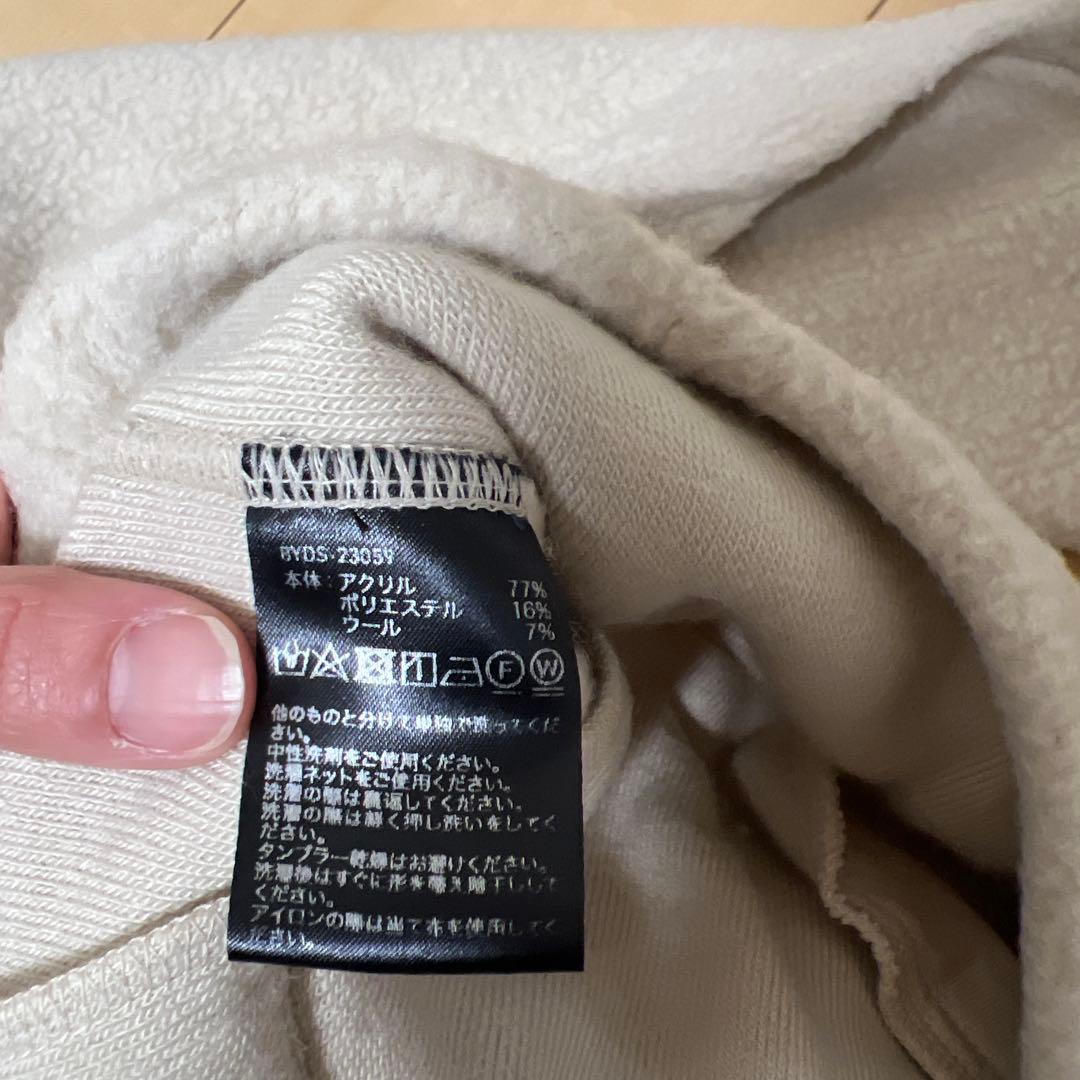 BYDS-23059
本体：アクリル 77%
ポリエステル 16%
ウール 7%
F W
他のものと分けて単独で洗ってくだ
さい。
中性洗剤をご使用ください。
洗濯ネットをご使用ください。
洗濯の際は裏返してください。
洗濯の際は軽く押し洗いをしてく
ださい。
タンブラー乾燥はお避けください。
洗濯後はすぐに形を整え陰干しして
ください。
アイロンの際は当て布を使用してく
ださい。